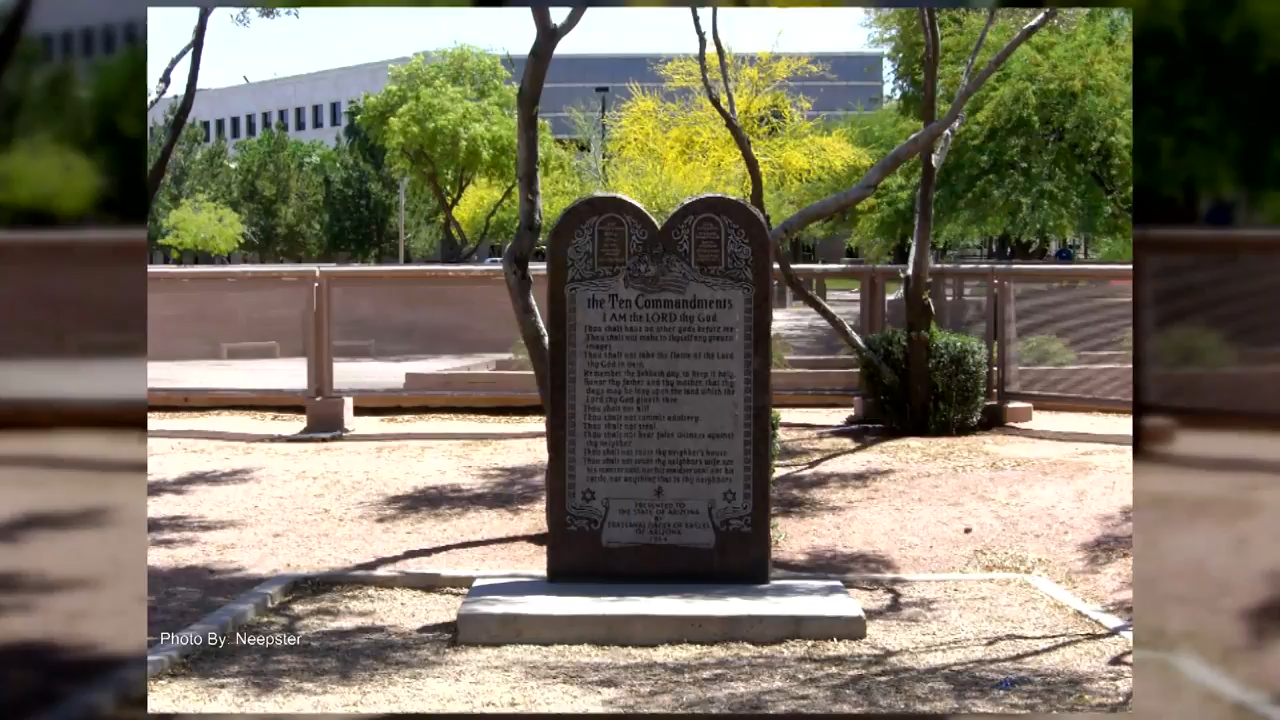 the Ten Commandments
I AM the LORD thy God
Thou shalt have no other gods before me
Thou shalt not make to thyself any graven
images
Thou shalt not take the Name of the Lord
thy God in vain
Remember the Sabbath day, to keep it holy
Honor thy father and thy mother, that thy
days may be long upon the land which the
Lord thy God giveth thee
Thou shalt not kill
Thou shalt not commit adultery
Thou shalt not steal
Thou shalt not bear false witness against
thy neighbor
Thou shalt not covet thy neighbor's house
Thou shalt not covet thy neighbor's wife, nor
his manservant, nor his maidservant, nor his
cattle, nor anything that is thy neighbor's
PRESENTED TO
THE STATE OF ARIZONA
BY
FRATERNAL ORDER OF EAGLES
OF ARIZONA
1964
Photo By: Neepster